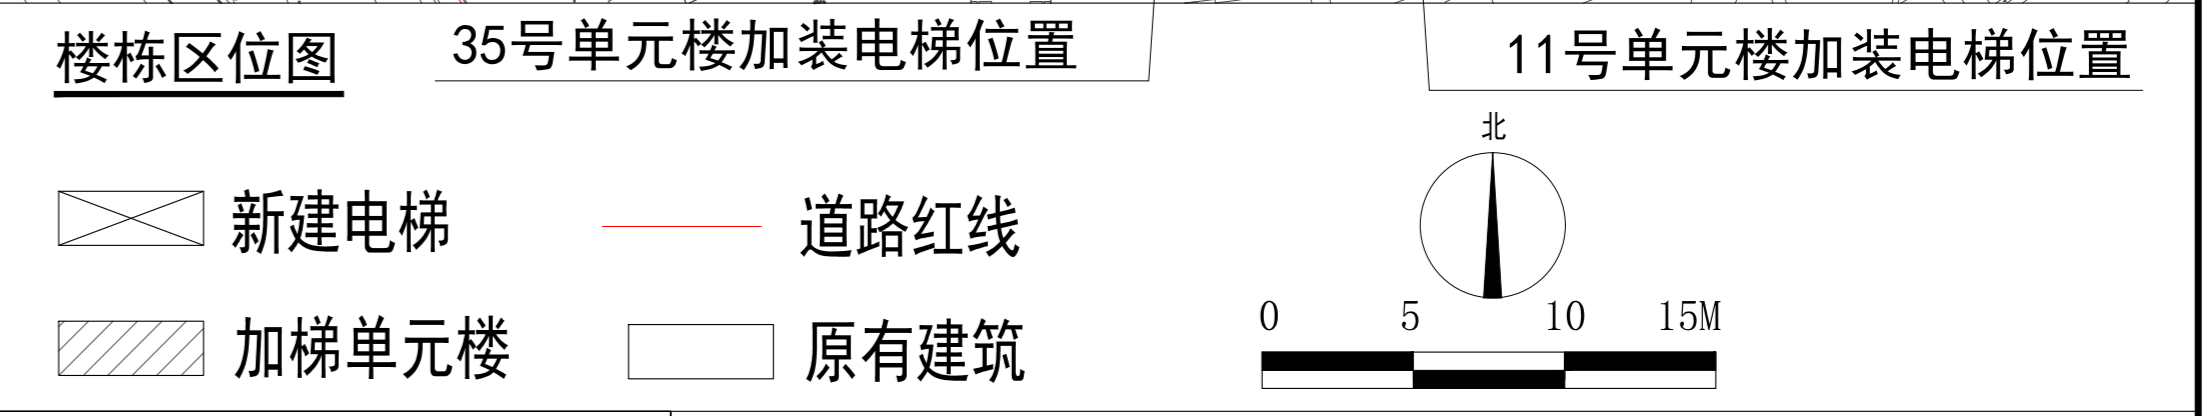 楼栋区位图
35号单元楼加装电梯位置
11号单元楼加装电梯位置
北
新建电梯
道路红线
0 5 10 15M
加梯单元楼
原有建筑